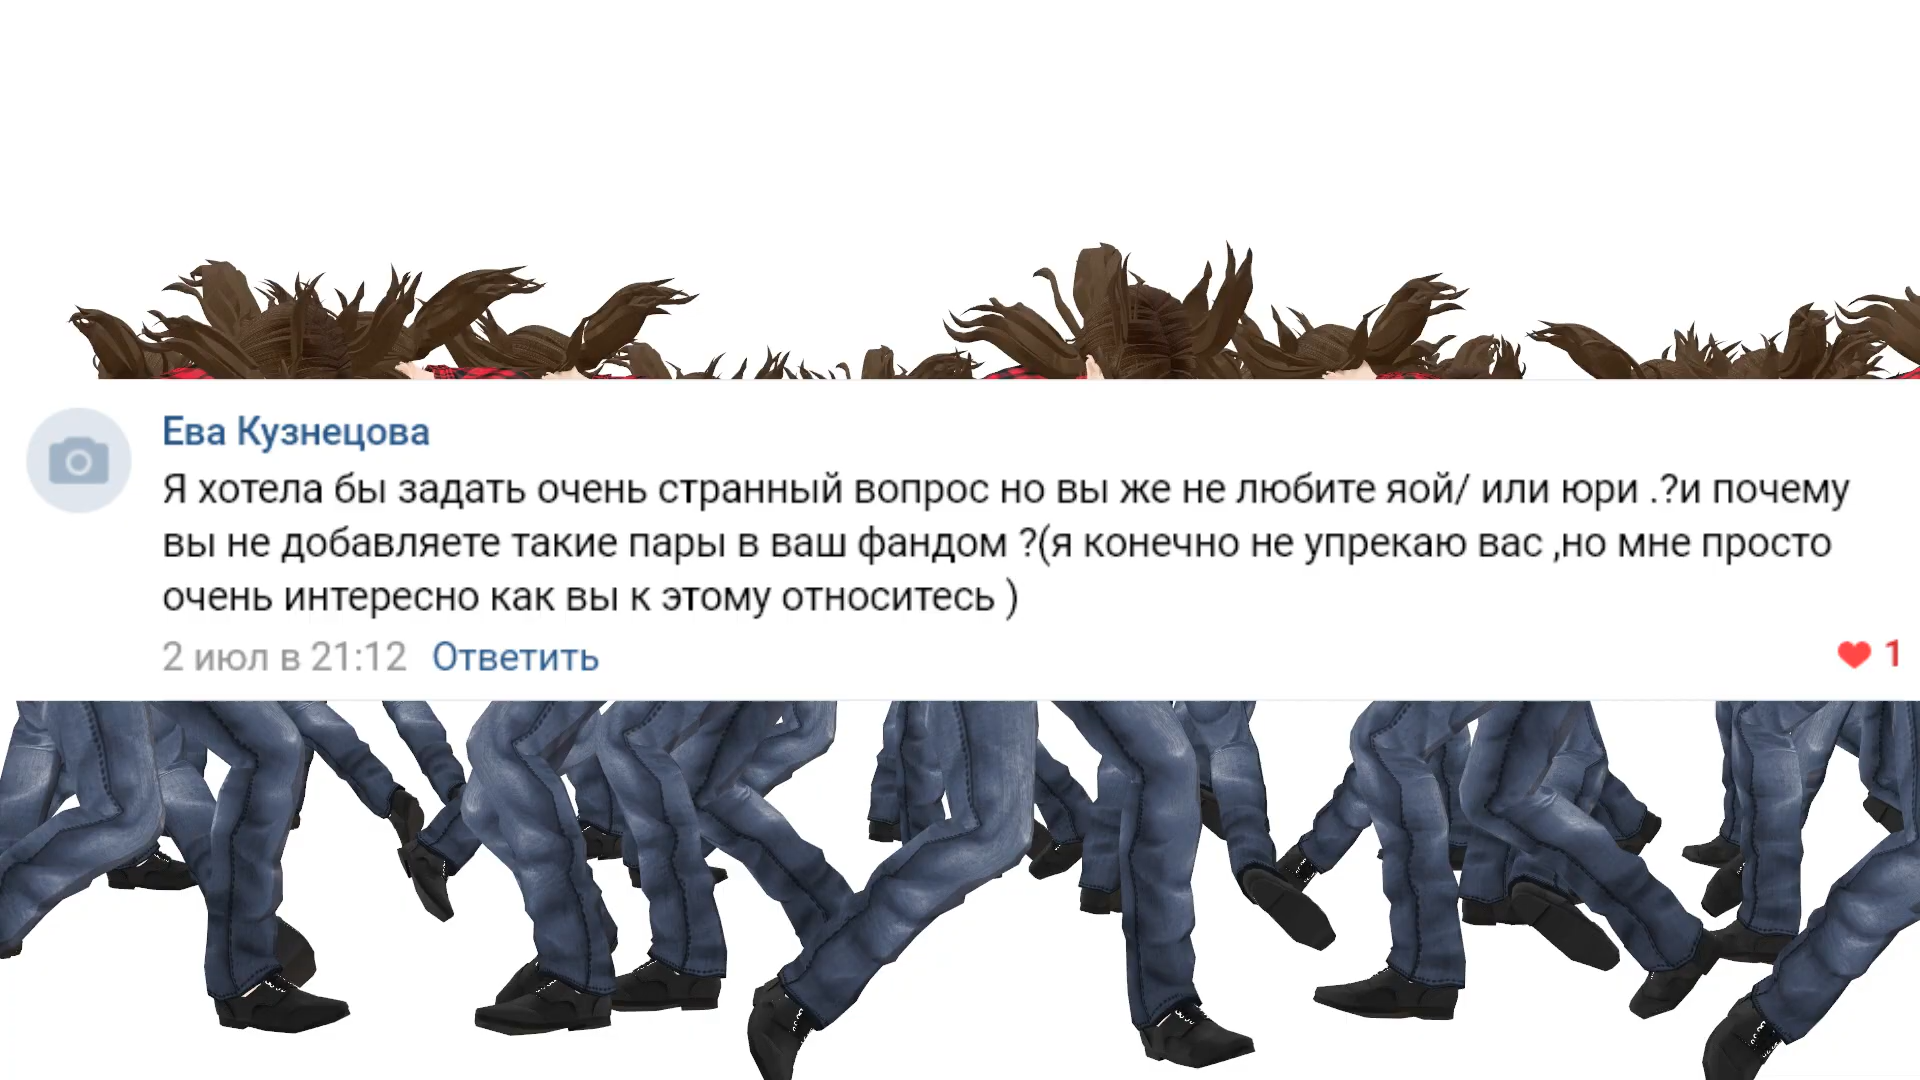 Ева Кузнецова
Я хотела бы задать очень странный вопрос но вы же не любите яой/ или юри .?и почему
вы не добавляете такие пары в ваш фандом ?(я конечно не упрекаю вас ,но мне просто
очень интересно как вы к этому относитесь )
2 июл в 21:12 Ответить 1